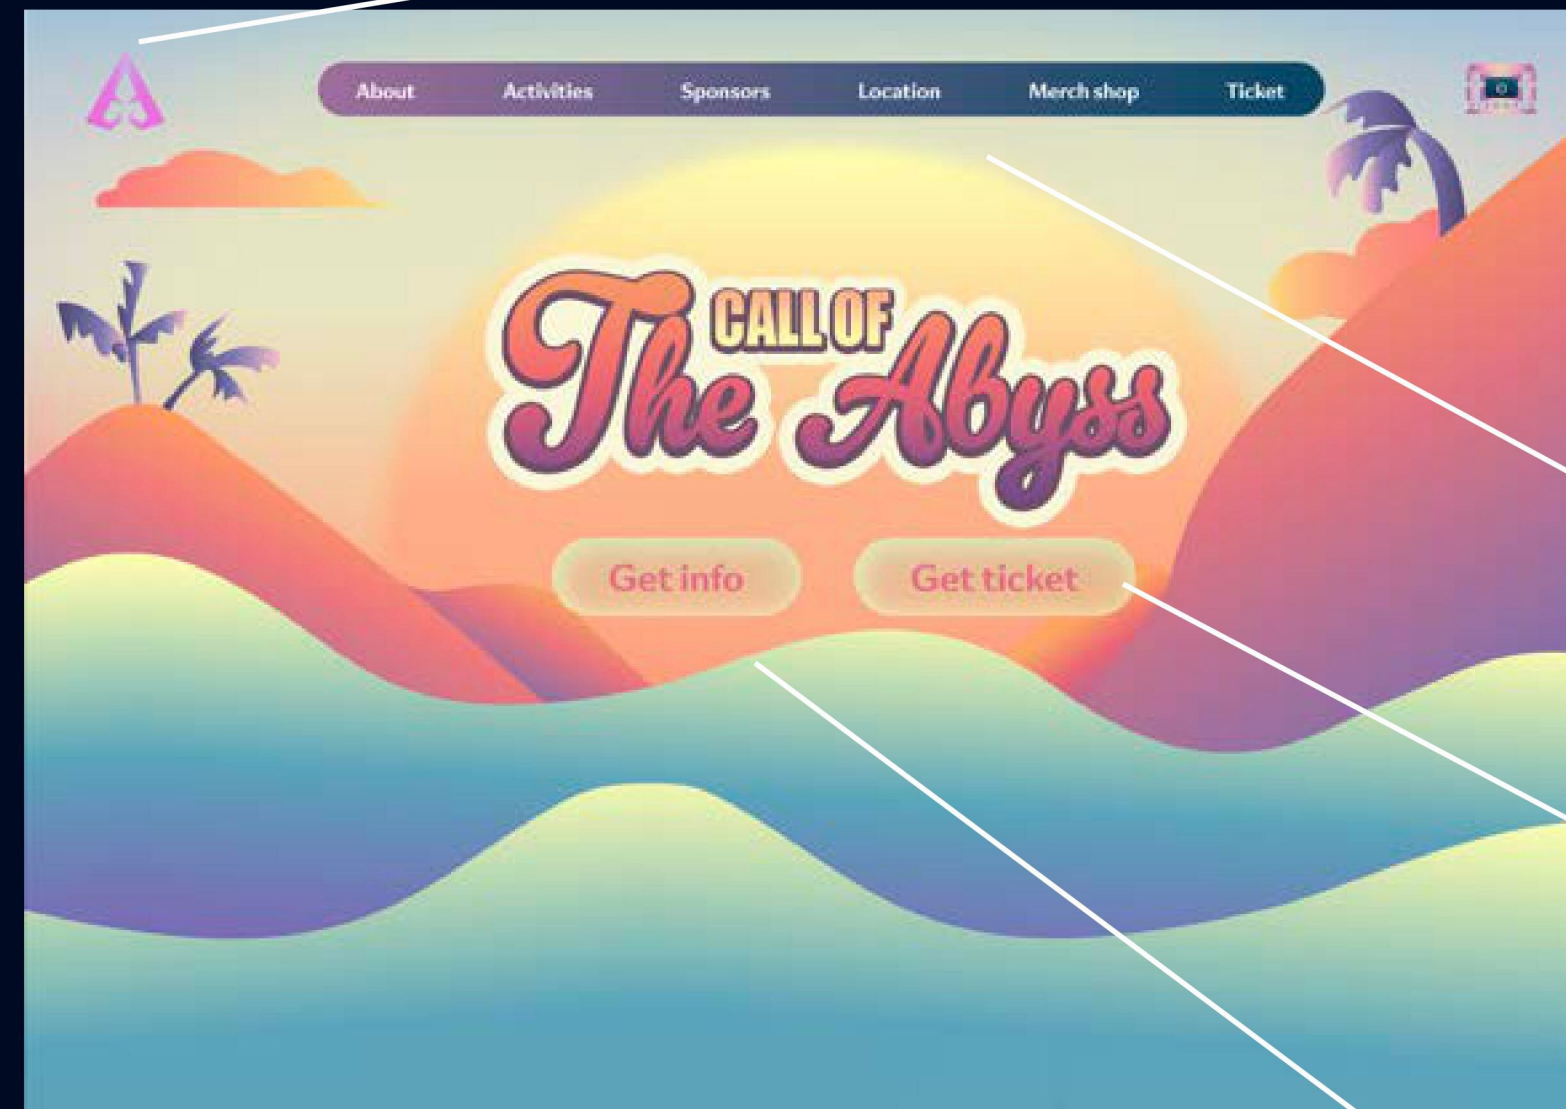 About Activities Sponsors Location Merch shop Ticket
CALL OF
The Abyss
Get info Get ticket